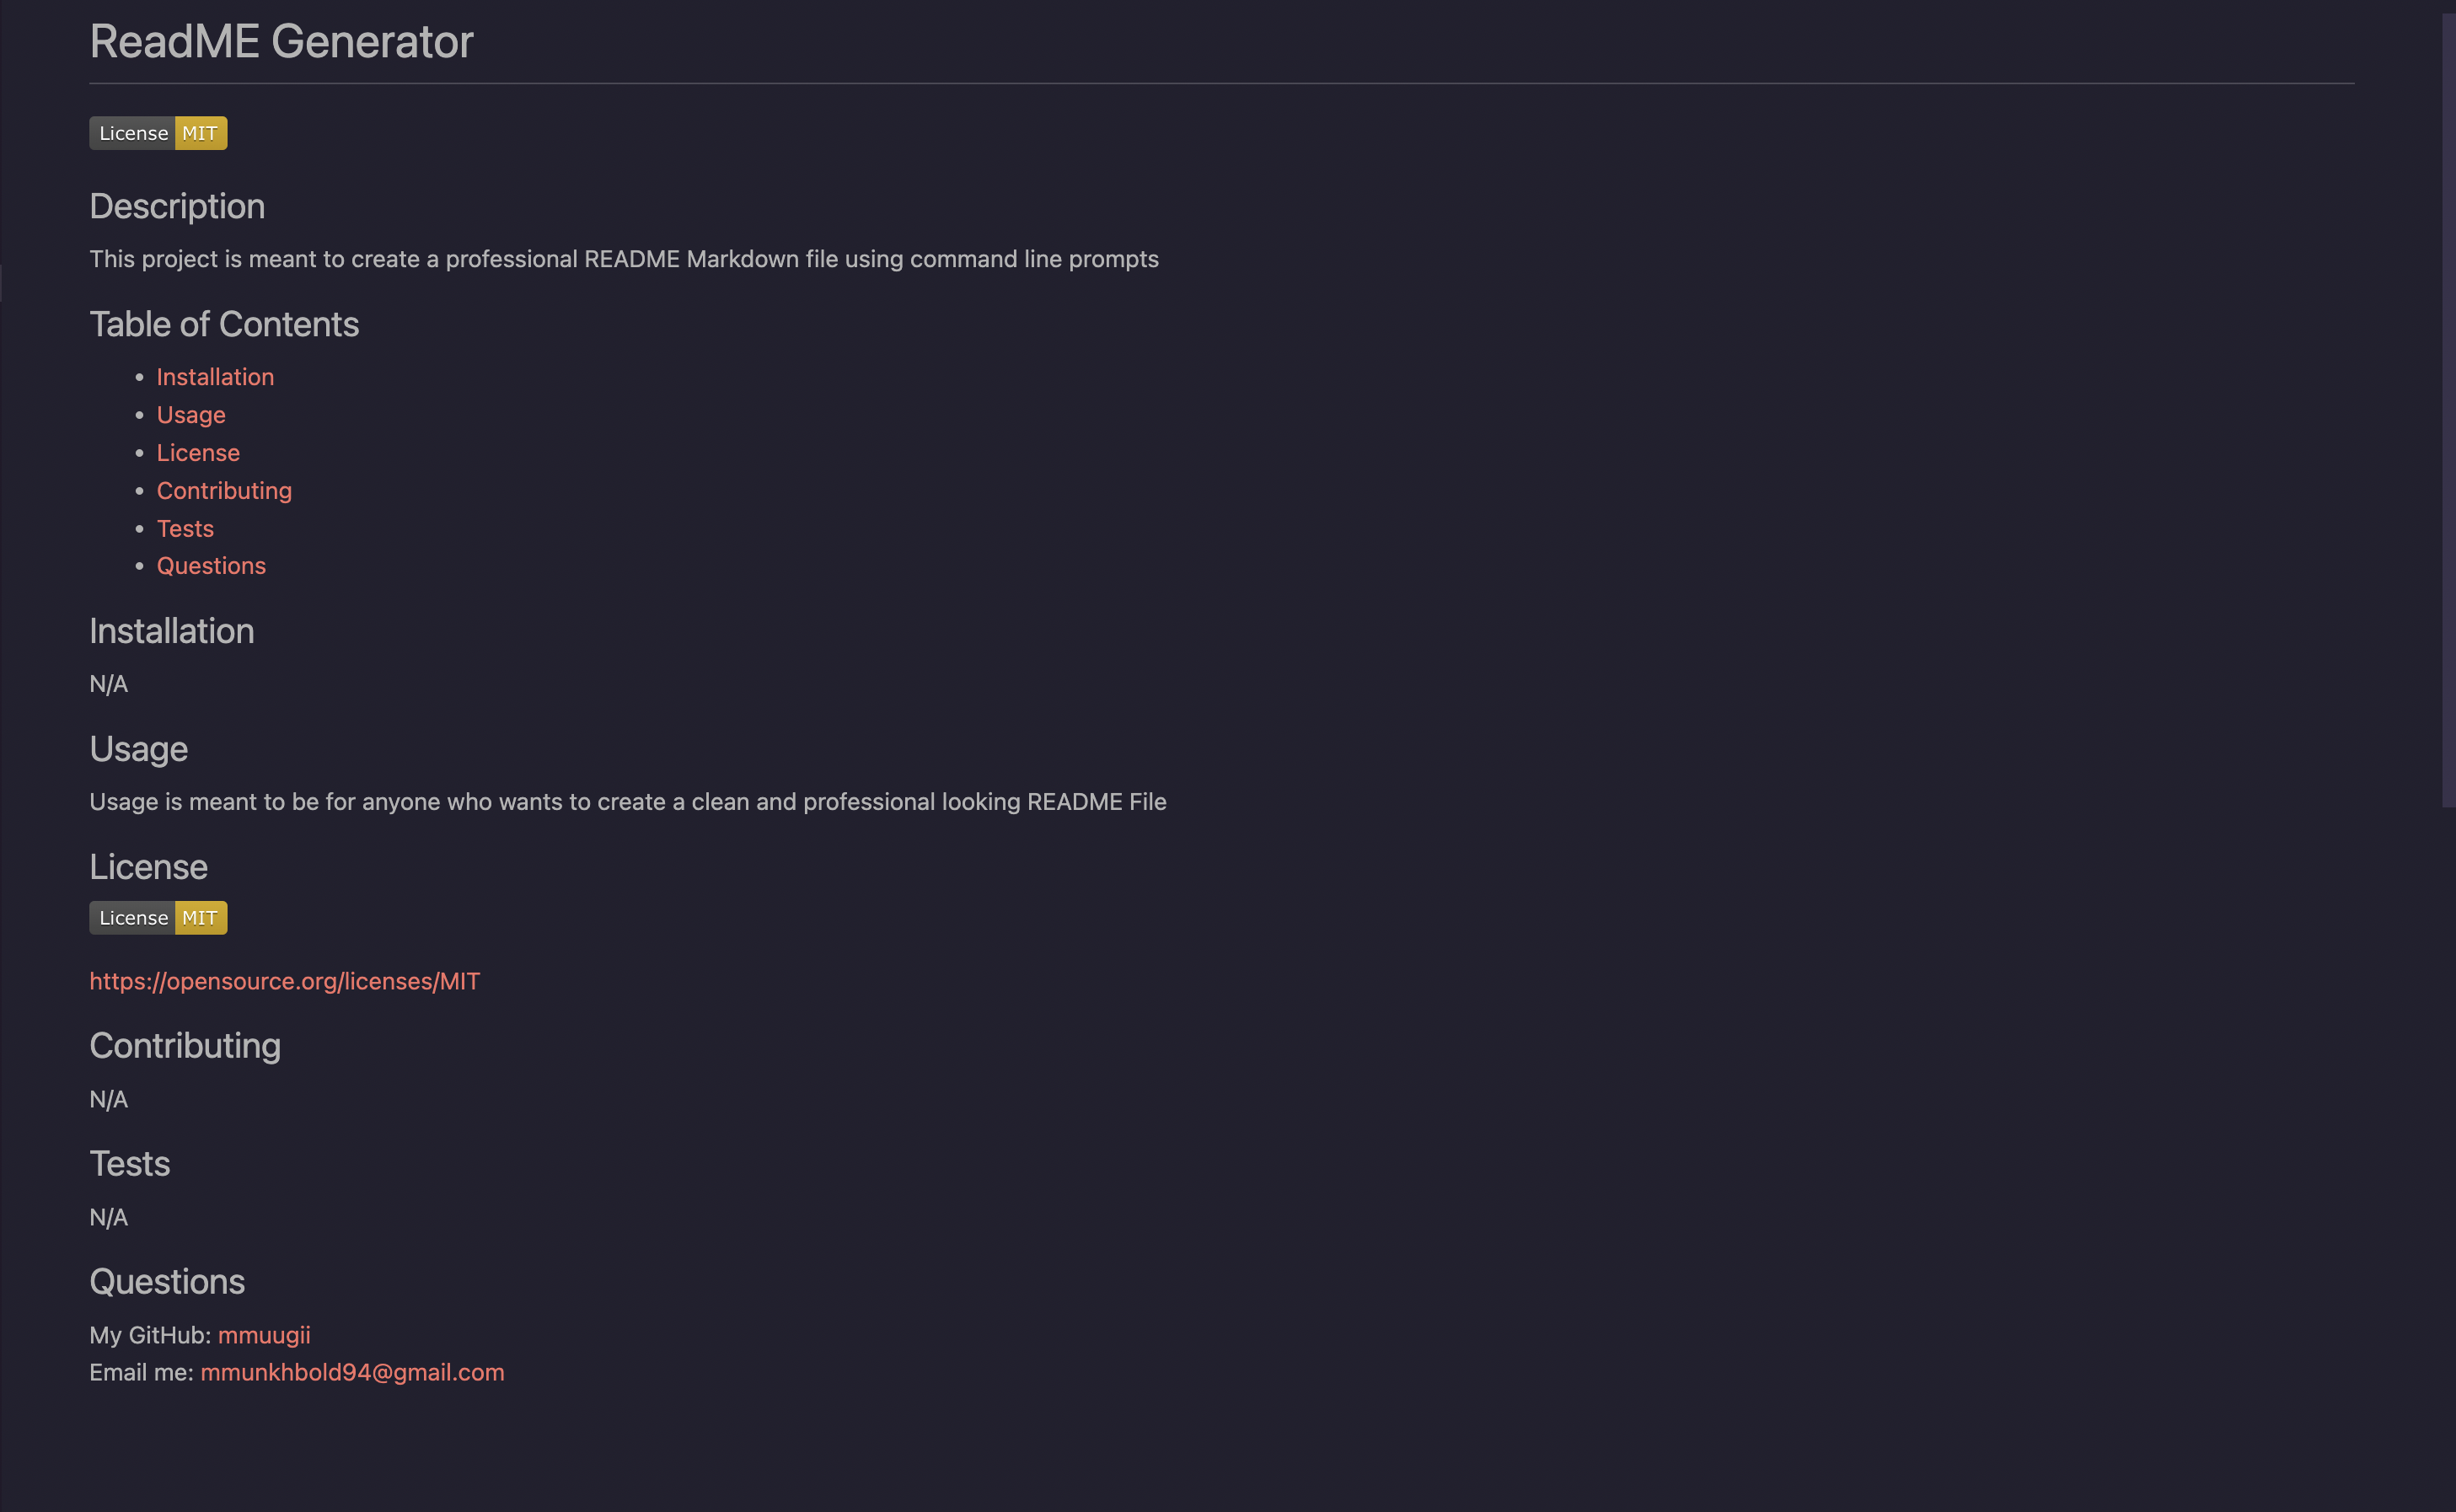 ReadME Generator
License MIT
Description
This project is meant to create a professional README Markdown file using command line prompts
Table of Contents
• Installation
• Usage
• License
• Contributing
• Tests
• Questions
Installation
N/A
Usage
Usage is meant to be for anyone who wants to create a clean and professional looking README File
License
License MIT
https://opensource.org/licenses/MIT
Contributing
N/A
Tests
N/A
Questions
My GitHub: mmuugii
Email me: mmunkhbold94@gmail.com